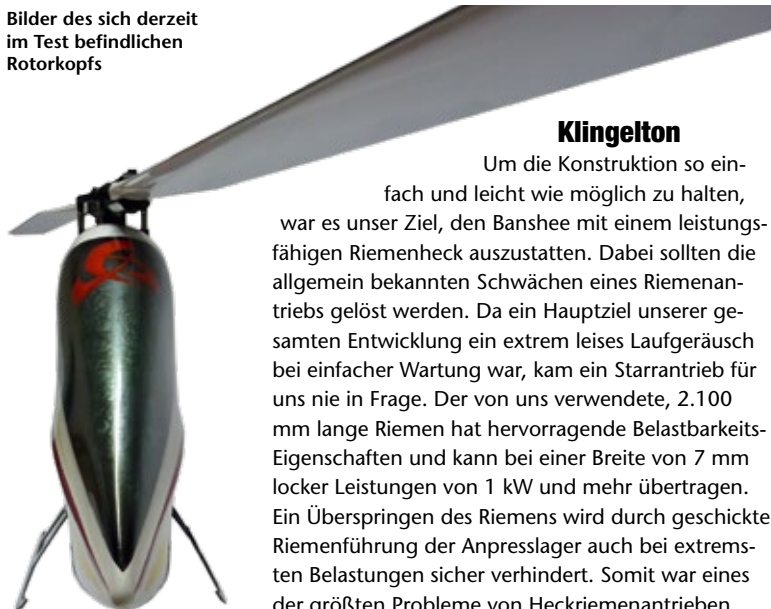 Bilder des sich derzeit
im Test befindlichen
Rotorkopfs
Klingelton
Um die Konstruktion so ein-
fach und leicht wie möglich zu halten,
war es unser Ziel, den Banshee mit einem leistungs-
fähigen Riemenheck auszustatten. Dabei sollten die
allgemein bekannten Schwächen eines Riemenan-
triebs gelöst werden. Da ein Hauptziel unserer ge-
samten Entwicklung ein extrem leises Laufgeräusch
bei einfacher Wartung war, kam ein Starrantrieb für
uns nie in Frage. Der von uns verwendete, 2.100
mm lange Riemen hat hervorragende Belastbarkeits-
Eigenschaften und kann bei einer Breite von 7 mm
locker Leistungen von 1 kW und mehr übertragen.
Ein Überspringen des Riemens wird durch geschickte
Riemenführung der Anpresslager auch bei extrems-
ten Belastungen sicher verhindert. Somit war eines
der größten Probleme von Heckriemenantrieben